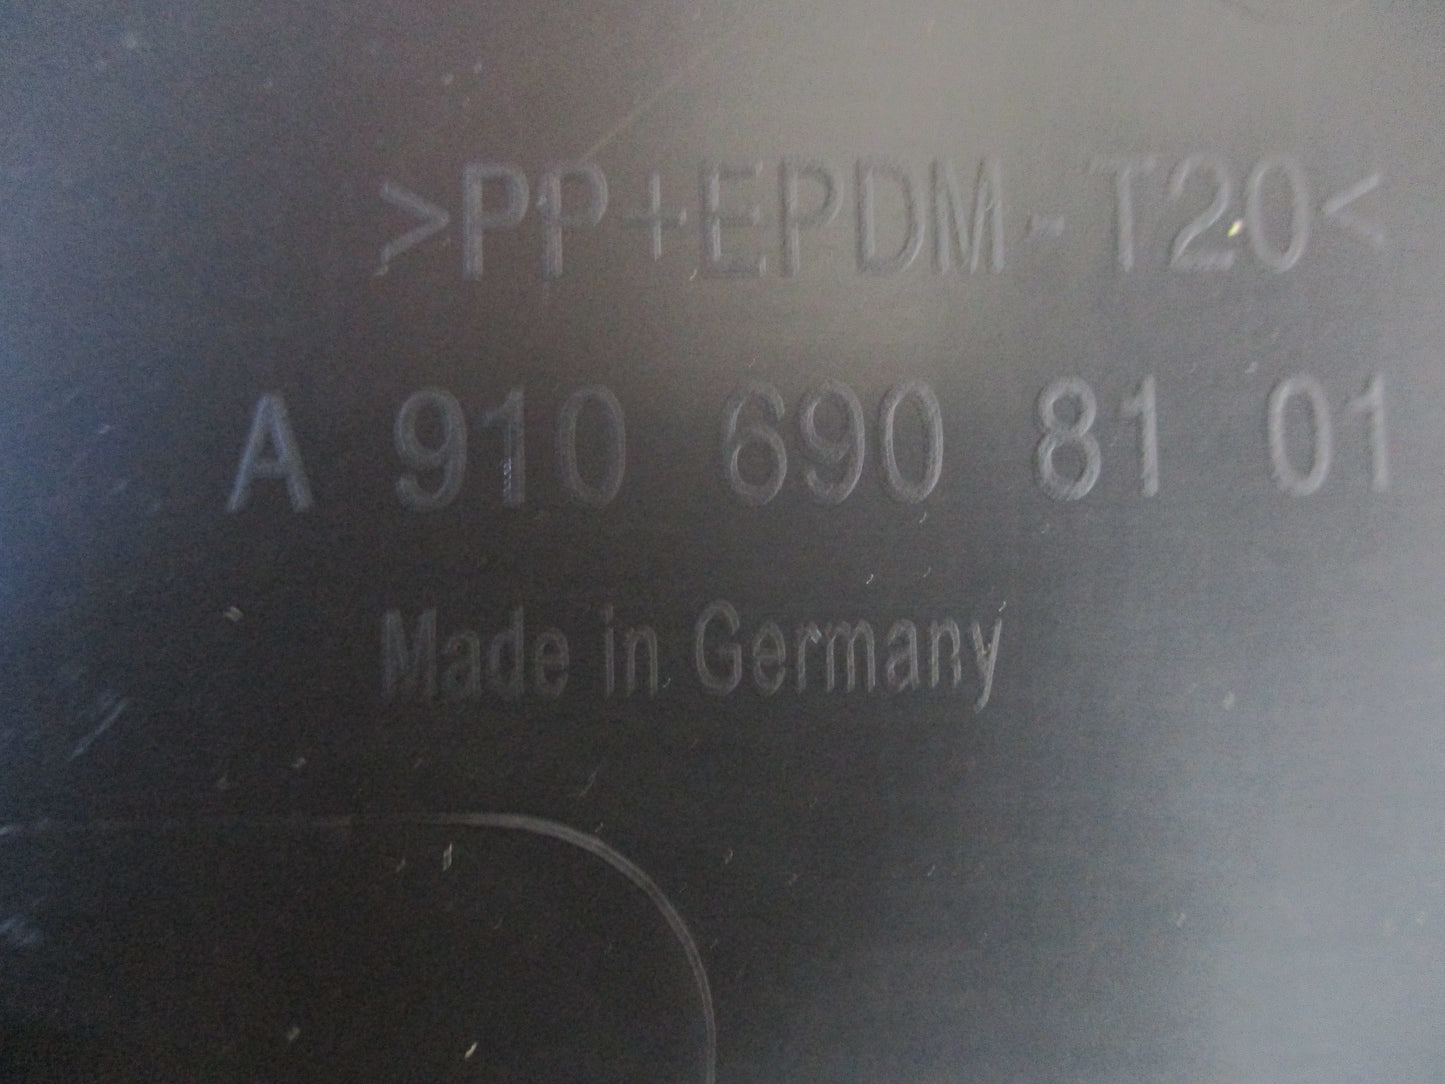 >PP+EPDM-T20<
A 910 690 81 01
Made in Germany